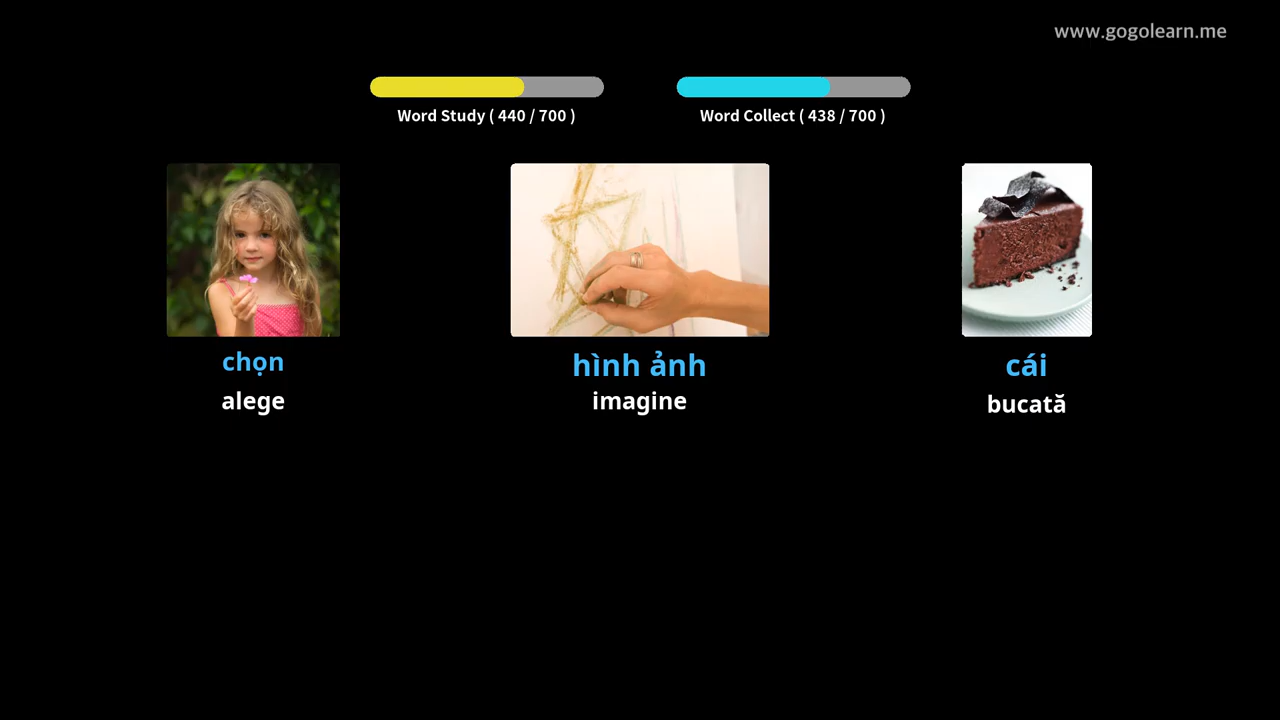 www.gogolearn.me
Word Study ( 440 / 700 )
Word Collect ( 438 / 700 )
chọn
alege
hình ảnh
imagine
cái
bucată